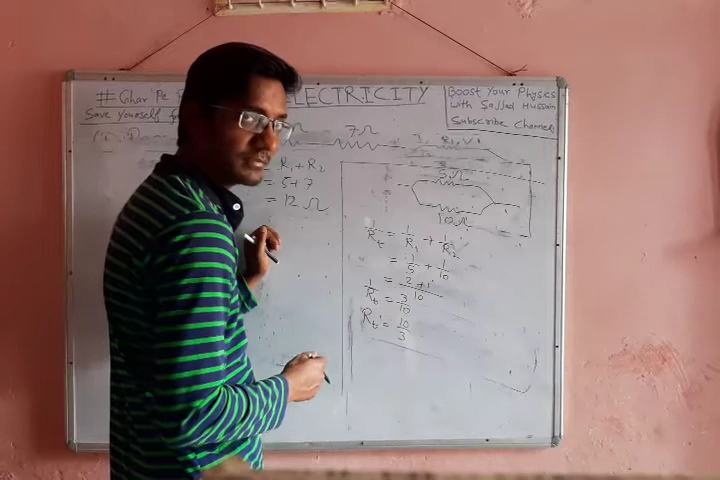 # Ghar Pe
ELECTRICITY
Save Yourself
Boost Your Physics
with Sajjad Hussain
Subscribe Channel
7Ω
R1 + R2
= 5+7
= 12 Ω
5Ω
10Ω
1/Rt = 1/R1 + 1/R2
= 1/5 + 1/10
= 2+1/10
1/Rt = 3/10
Rt = 10/3